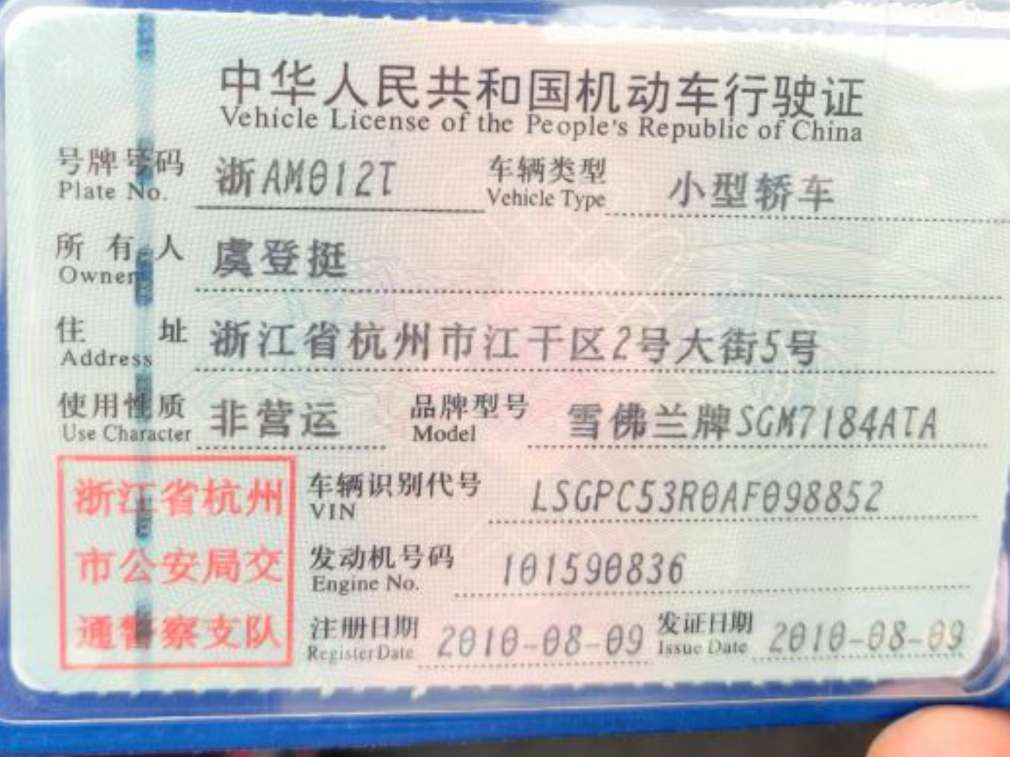 中华人民共和国机动车行驶证
Vehicle License of the People's Republic of China
号牌号码 浙AM012T 车辆类型 小型轿车
Plate No. Vehicle Type
所有人 虞登挺
Owner
住址 浙江省杭州市江干区2号大街5号
Address
使用性质 非营运 品牌型号 雪佛兰牌SGM7184ATA
Use Character Model
浙江省杭州 车辆识别代号 LSGPC53R0AF098852
VIN
市公安局交 发动机号码 101590836
Engine No.
通警察支队 注册日期 2010-08-09 发证日期 2010-08-09
Register Date Issue Date